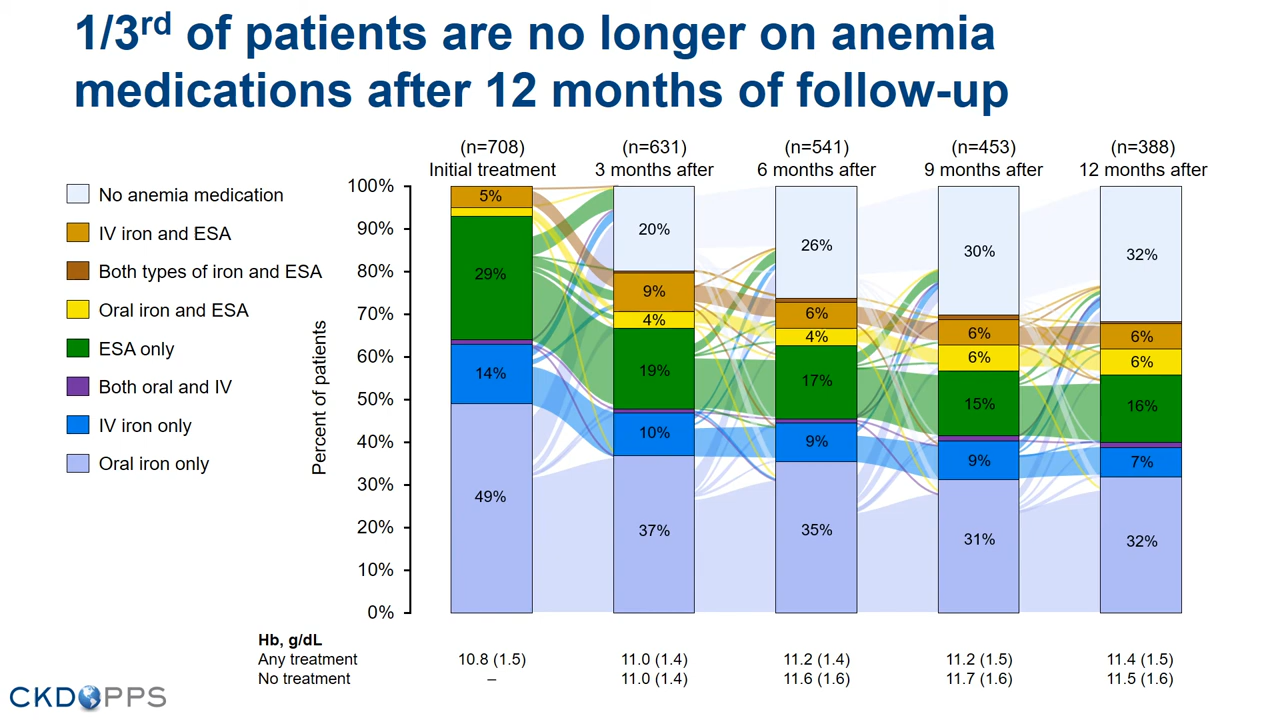 1/3rd of patients are no longer on anemia
medications after 12 months of follow-up
(n=708) (n=631) (n=541) (n=453) (n=388)
Initial treatment 3 months after 6 months after 9 months after 12 months after
No anemia medication
IV iron and ESA
Both types of iron and ESA
Oral iron and ESA
ESA only
Both oral and IV
IV iron only
Oral iron only
Percent of patients
100%
90%
80%
70%
60%
50%
40%
30%
20%
10%
0%
5%
29%
14%
49%
20%
9%
4%
19%
10%
37%
26%
6%
4%
17%
9%
35%
30%
6%
6%
15%
9%
31%
32%
6%
6%
16%
7%
32%
Hb, g/dL
Any treatment 10.8 (1.5) 11.0 (1.4) 11.2 (1.4) 11.2 (1.5) 11.4 (1.5)
No treatment – 11.0 (1.4) 11.6 (1.6) 11.7 (1.6) 11.5 (1.6)
CKDOPPS